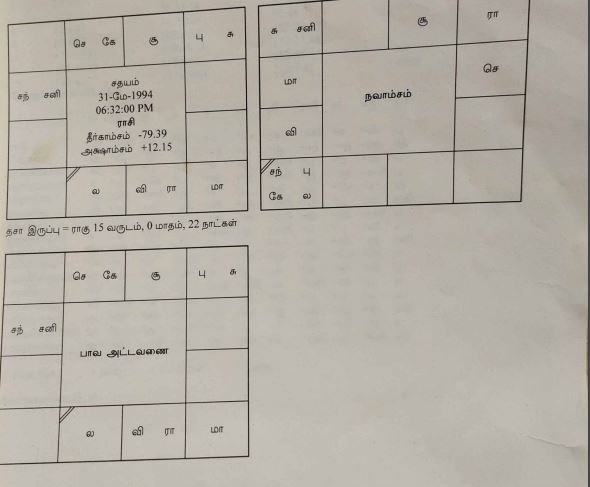 செ கே சூ பு சு
சந் சனி
சதயம்
31-மே-1994
06:32:00 PM
ராசி
தீர்காம்சம் -79.39
அக்ஷாம்சம் +12.15
ல வி ரா மா
சு சனி சூ ரா
மா செ
நவாம்சம்
வி
சந் பு
கே ல
தசா இருப்பு = ராகு 15 வருடம், 0 மாதம், 22 நாட்கள்
செ கே சூ பு சு
சந் சனி
பாவ அட்டவணை
ல வி ரா மா